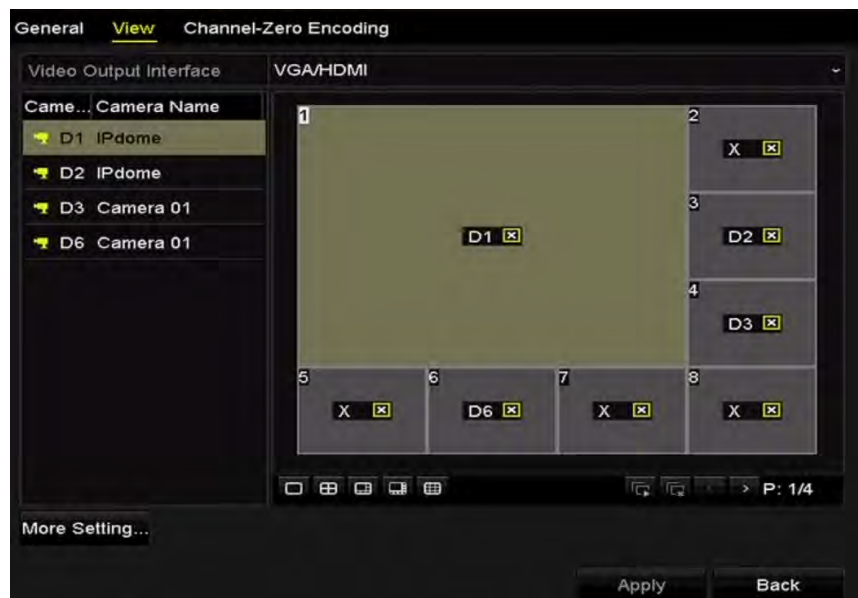 General View Channel-Zero Encoding
Video Output Interface VGA/HDMI
Came... Camera Name
D1 IPdome
D2 IPdome
D3 Camera 01
D6 Camera 01
1
D1
2
X
3
D2
4
D3
5
X
6
D6
7
X
8
X
P: 1/4
More Setting...
Apply Back